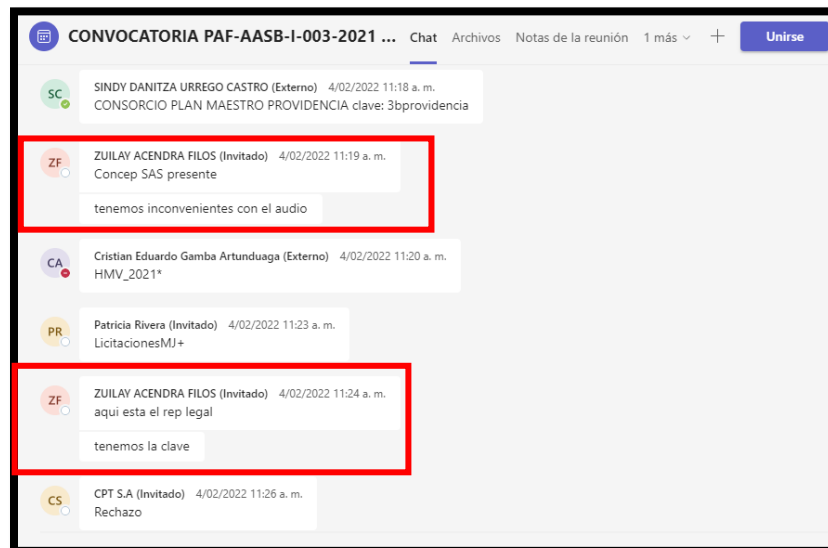 CONVOCATORIA PAF-AASB-I-003-2021 ... Chat Archivos Notas de la reunión 1 más + Unirse
SC
SINDY DANITZA URREGO CASTRO (Externo) 4/02/2022 11:18 a. m.
CONSORCIO PLAN MAESTRO PROVIDENCIA clave: 3bprovidencia
ZF
ZUILAY ACENDRA FILOS (Invitado) 4/02/2022 11:19 a. m.
Concep SAS presente
tenemos inconvenientes con el audio
CA
Cristian Eduardo Gamba Artunduaga (Externo) 4/02/2022 11:20 a. m.
HMV_2021*
PR
Patricia Rivera (Invitado) 4/02/2022 11:23 a. m.
LicitacionesMJ+
ZF
ZUILAY ACENDRA FILOS (Invitado) 4/02/2022 11:24 a. m.
aqui esta el rep legal
tenemos la clave
CS
CPT S.A (Invitado) 4/02/2022 11:26 a. m.
Rechazo